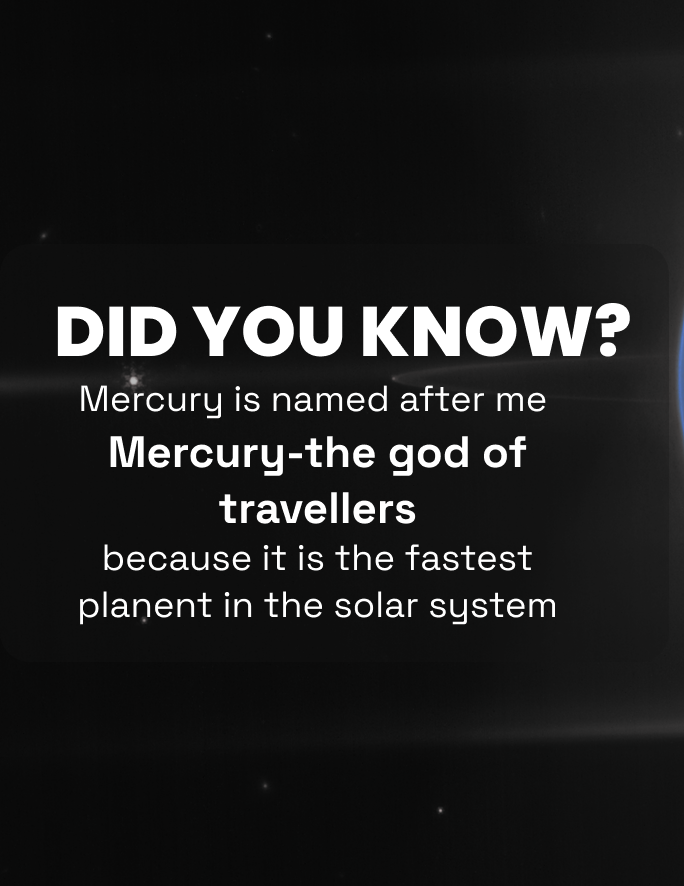 DID YOU KNOW?
Mercury is named after me
Mercury-the god of
travellers
because it is the fastest
planent in the solar system